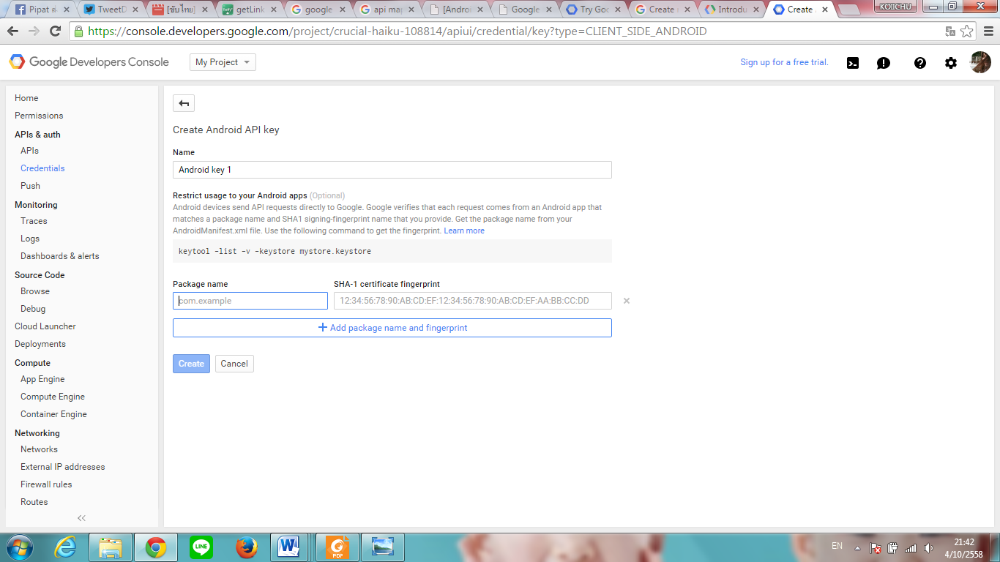 Pipat ส
TweetD
[ซับไทย]
getLink
google
api map
[Androi
Google
Try Goo
Create
Introdu
Create
KOICHU
https://console.developers.google.com/project/crucial-haiku-108814/apiui/credential/key?type=CLIENT_SIDE_ANDROID
Google Developers Console
My Project
Sign up for a free trial.
Home
Permissions
APIs & auth
APIs
Credentials
Push
Monitoring
Traces
Logs
Dashboards & alerts
Source Code
Browse
Debug
Cloud Launcher
Deployments
Compute
App Engine
Compute Engine
Container Engine
Networking
Networks
External IP addresses
Firewall rules
Routes
Create Android API key
Name
Android key 1
Restrict usage to your Android apps (Optional)
Android devices send API requests directly to Google. Google verifies that each request comes from an Android app that
matches a package name and SHA1 signing-fingerprint name that you provide. Get the package name from your
AndroidManifest.xml file. Use the following command to get the fingerprint. Learn more
keytool -list -v -keystore mystore.keystore
Package name
SHA-1 certificate fingerprint
com.example
12:34:56:78:90:AB:CD:EF:12:34:56:78:90:AB:CD:EF:AA:BB:CC:DD
Add package name and fingerprint
Create
Cancel
LINE
W
PDF
EN
21:42
4/10/2558